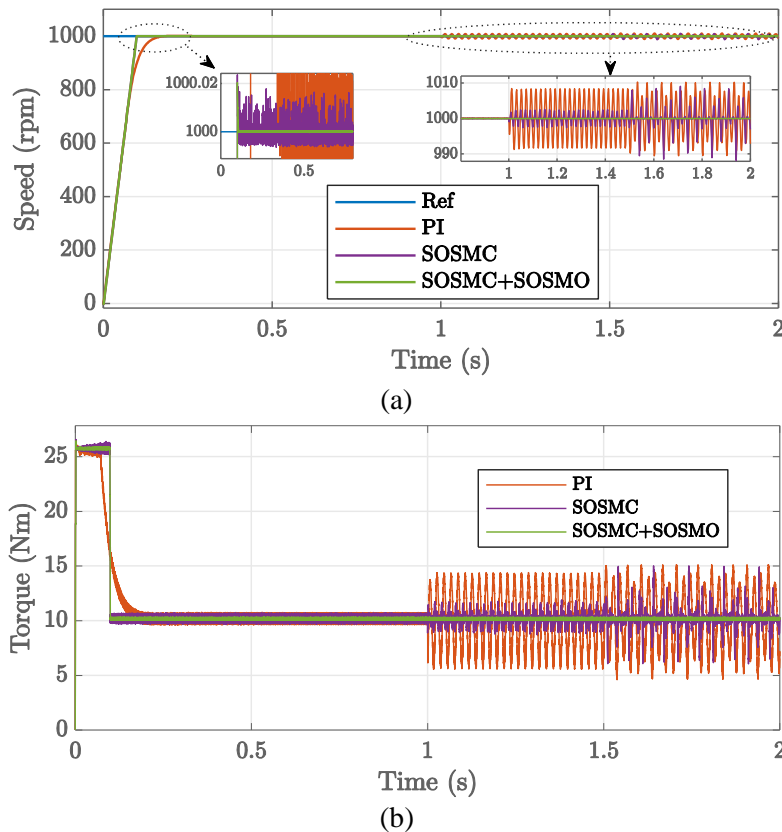 1000
800
600
400
200
0
Speed (rpm)
1000.02
1000
0
0.5
1010
1000
990
1
1.2
1.4
1.6
1.8
2
Ref
PI
SOSMC
SOSMC+SOSMO
0
0.5
1
1.5
2
Time (s)
(a)
25
20
15
10
5
0
Torque (Nm)
PI
SOSMC
SOSMC+SOSMO
0
0.5
1
1.5
2
Time (s)
(b)